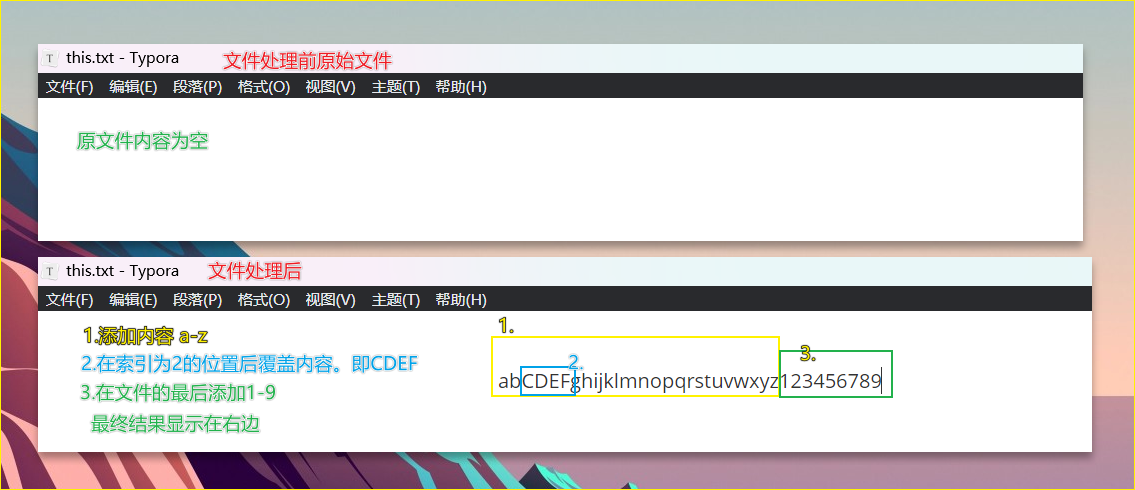 this.txt - Typora 文件处理前原始文件
文件(F) 编辑(E) 段落(P) 格式(O) 视图(V) 主题(T) 帮助(H)
原文件内容为空
this.txt - Typora 文件处理后
文件(F) 编辑(E) 段落(P) 格式(O) 视图(V) 主题(T) 帮助(H)
1.
1.添加内容 a-z
2.在索引为2的位置后覆盖内容。即CDEF
2.
3.
abCDEFghijklmnopqrstuvwxyz123456789
3.在文件的最后添加1-9
最终结果显示在右边